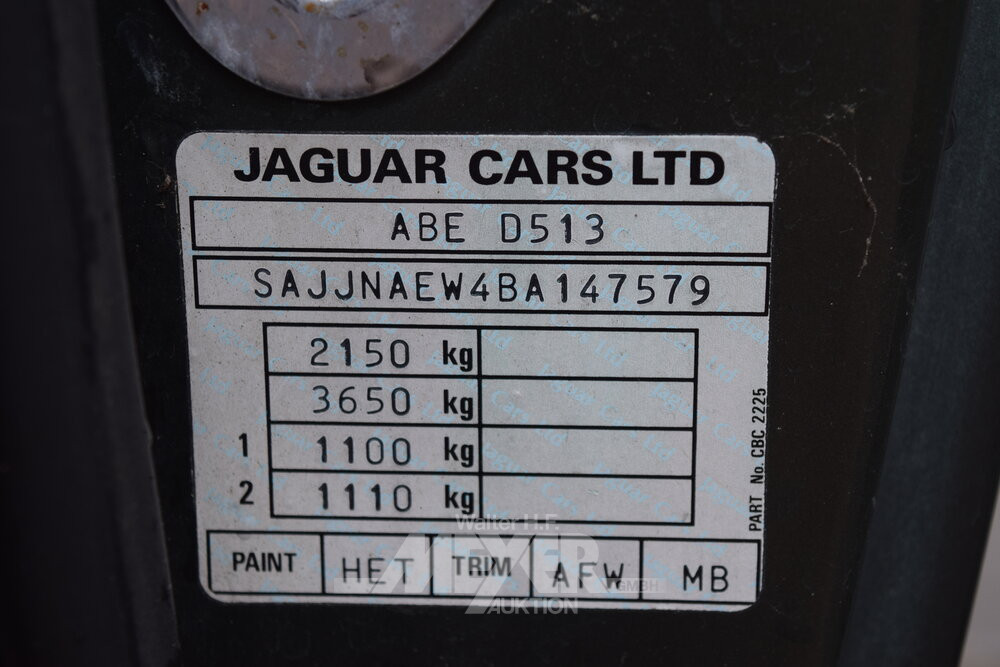 JAGUAR CARS LTD
ABE D513
SAJJNAEW4BA147579
2150 kg
3650 kg
1 1100 kg
2 1110 kg
PART No. CBC 2225
PAINT HET TRIM AFW MB
Walter H.F.
MEYER GMBH
AUKTION